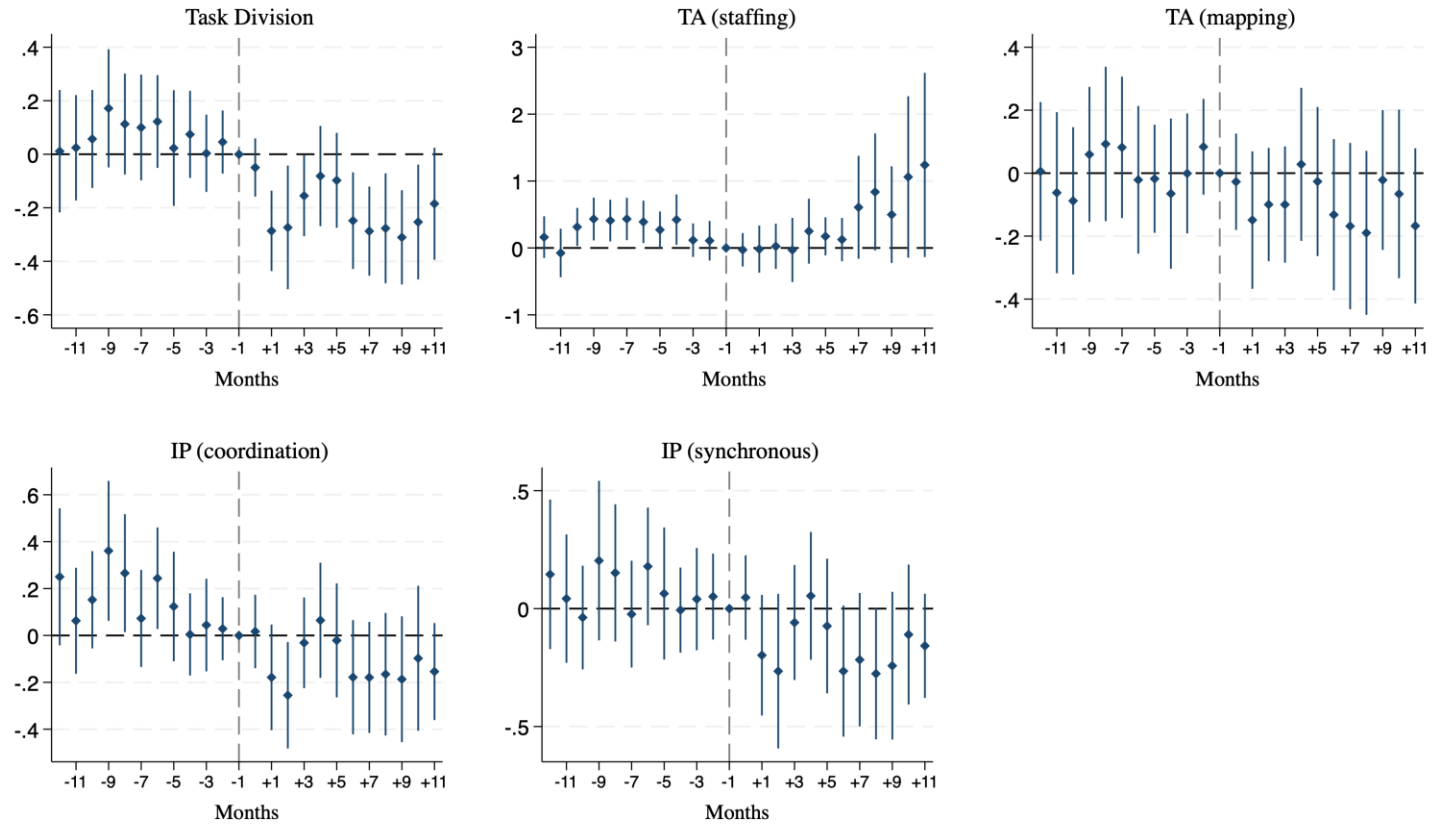 Task Division
.4
.2
0
-.2
-.4
-.6
-11 -9 -7 -5 -3 -1 +1 +3 +5 +7 +9 +11
Months
TA (staffing)
3
2
1
0
-1
-11 -9 -7 -5 -3 -1 +1 +3 +5 +7 +9 +11
Months
TA (mapping)
.4
.2
0
-.2
-.4
-11 -9 -7 -5 -3 -1 +1 +3 +5 +7 +9 +11
Months
IP (coordination)
.6
.4
.2
0
-.2
-.4
-11 -9 -7 -5 -3 -1 +1 +3 +5 +7 +9 +11
Months
IP (synchronous)
.5
0
-.5
-11 -9 -7 -5 -3 -1 +1 +3 +5 +7 +9 +11
Months